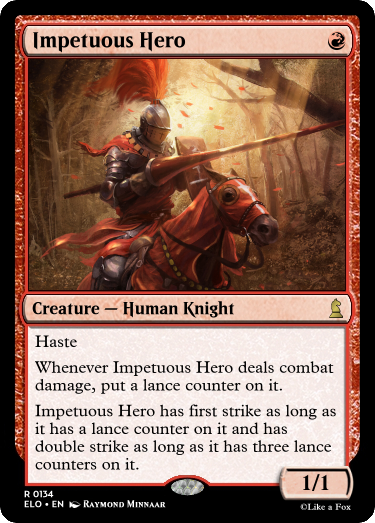 Impetuous Hero
Creature — Human Knight
Haste
Whenever Impetuous Hero deals combat
damage, put a lance counter on it.
Impetuous Hero has first strike as long as
it has a lance counter on it and has
double strike as long as it has three lance
counters on it.
1/1
R 0134
ELO • EN Raymond Minnaar
©Like a Fox